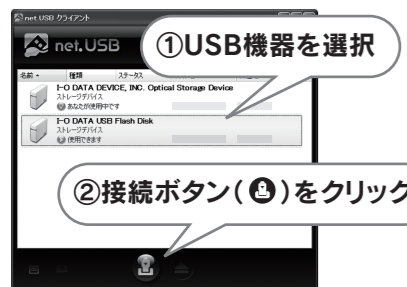 net.USB クライアント
net.USB
①USB機器を選択
名前 種類 ステータス
I-O DATA DEVICE, INC. Optical Storage Device
ストレージデバイス
あなたが使用中です
I-O DATA USB Flash Disk
ストレージデバイス
使用できます
②接続ボタン( )をクリック